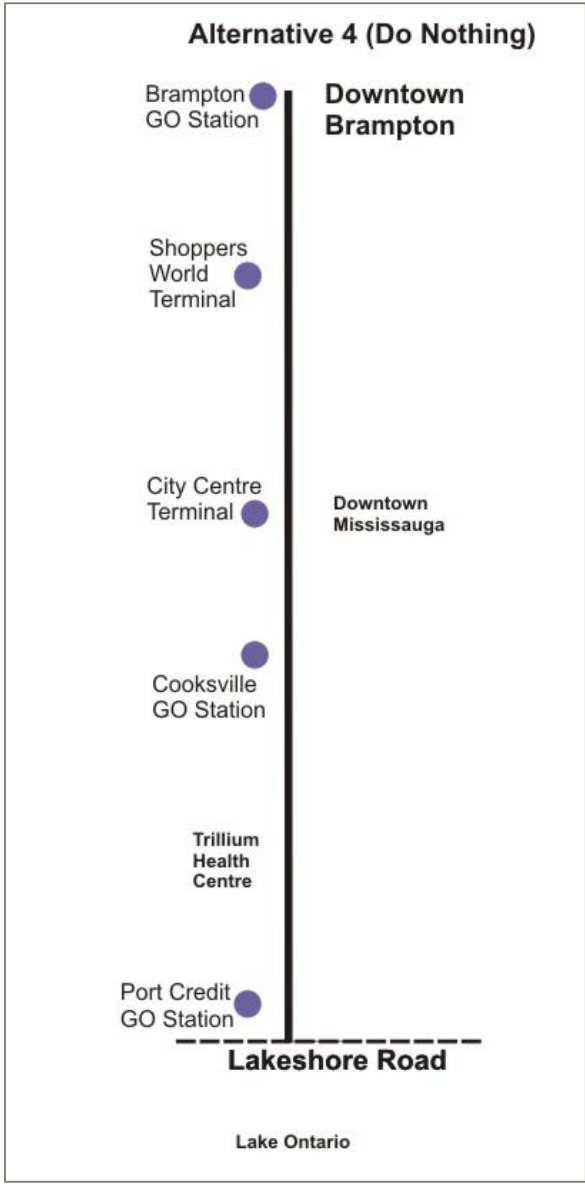 Alternative 4 (Do Nothing)
Brampton
GO Station
Downtown
Brampton
Shoppers
World
Terminal
City Centre
Terminal
Downtown
Mississauga
Cooksville
GO Station
Trillium
Health
Centre
Port Credit
GO Station
Lakeshore Road
Lake Ontario